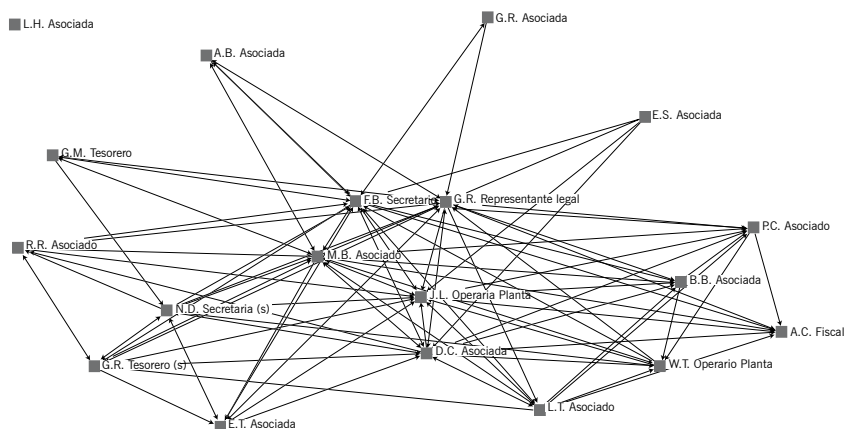 L.H. Asociada
G.R. Asociada
A.B. Asociada
E.S. Asociada
G.M. Tesorero
F.B. Secretario
G.R. Representante legal
P.C. Asociado
R.R. Asociado
M.B. Asociado
B.B. Asociada
J.L. Operaria Planta
N.D. Secretaria (s)
A.C. Fiscal
D.C. Asociada
G.R. Tesorero (s)
W.T. Operario Planta
L.T. Asociado
E.T. Asociada